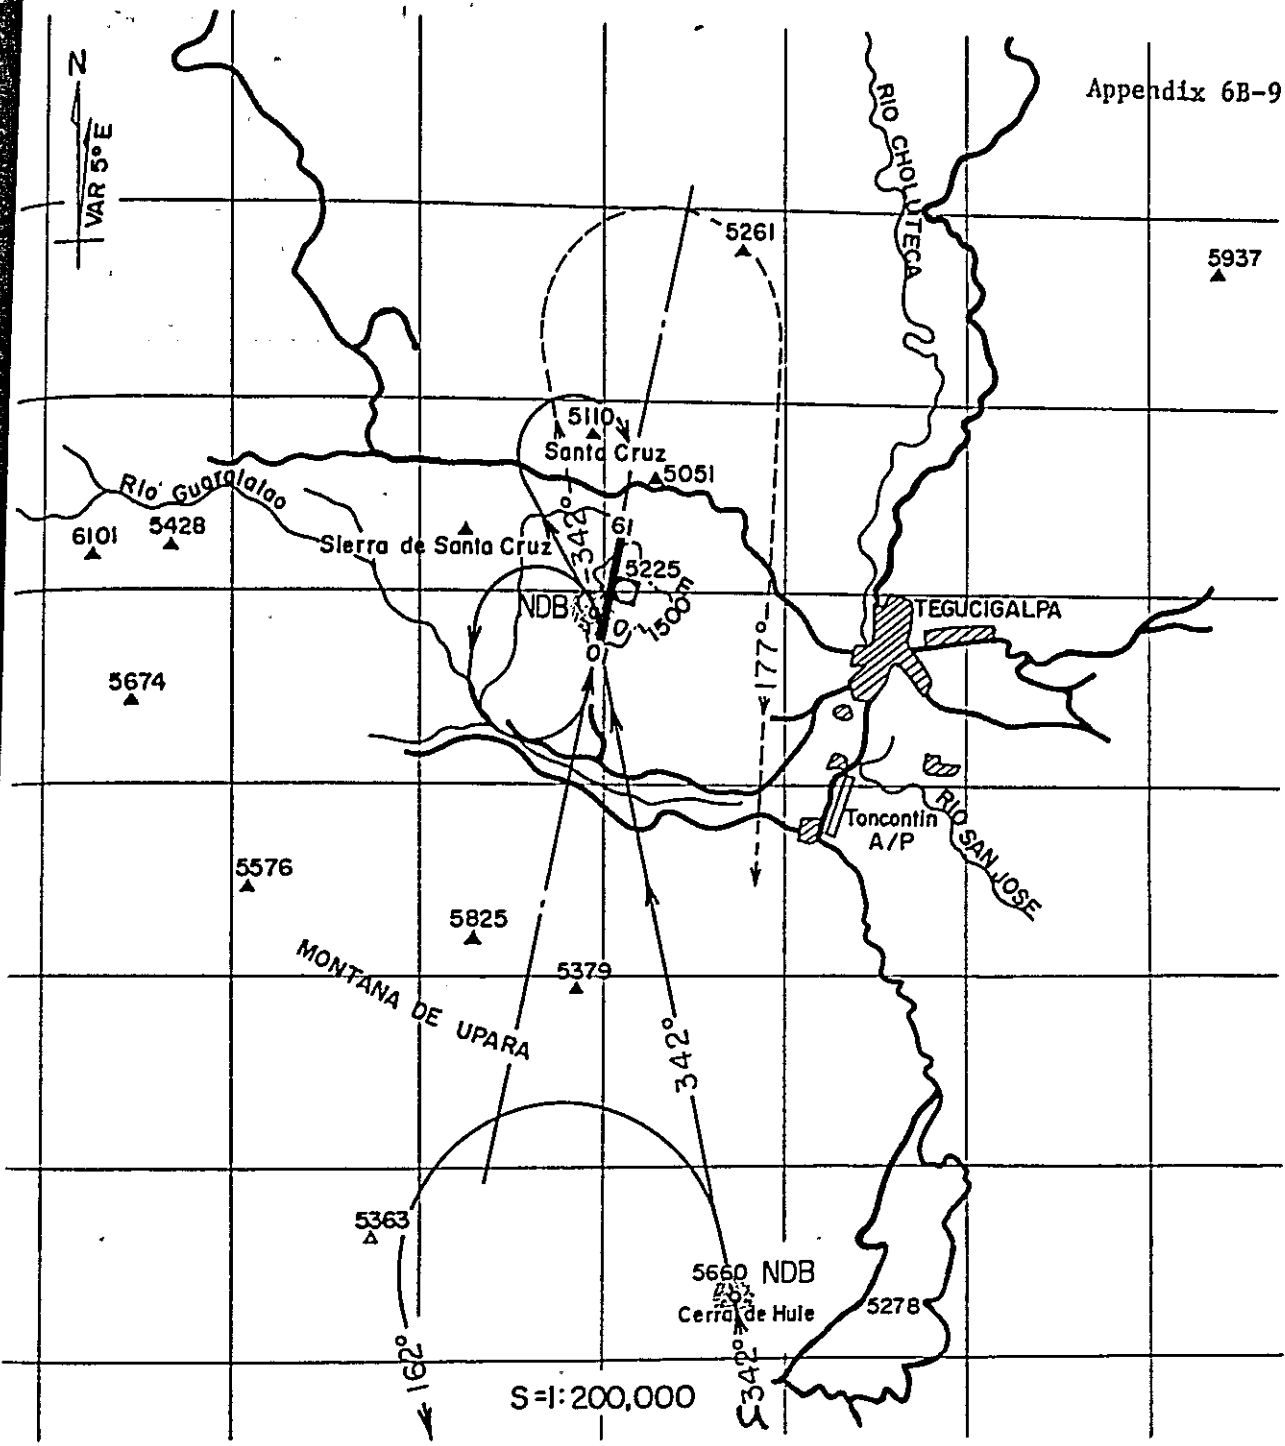 Appendix 6B-9
N
VAR 5°E
RIO CHOLUTECA
5261
5937
5110
Santa Cruz
5051
Rio Guaralalao
6101
5428
342°
61
Sierra de Santa Cruz
5225
NDB
1500m
0
TEGUCIGALPA
177°
5674
Toncontin
A/P
RIO SAN JOSE
5576
5825
5379
MONTANA DE UPARA
342°
5363
5660 NDB
Cerro de Hule
5278
162°
342°
S=1:200,000